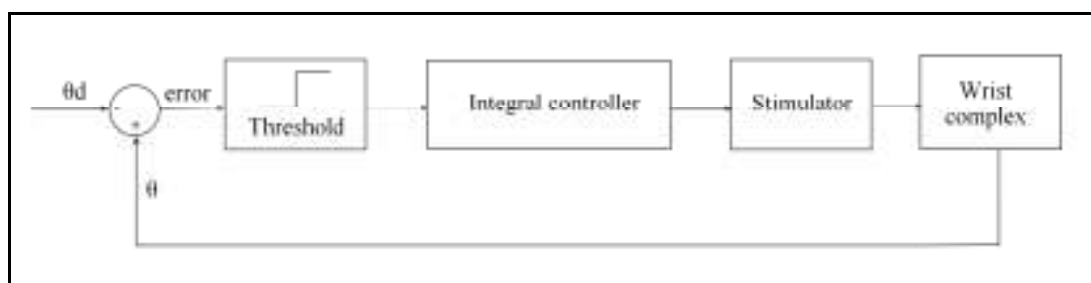 θd
-
+
error
Threshold
Integral controller
Stimulator
Wrist
complex
θ